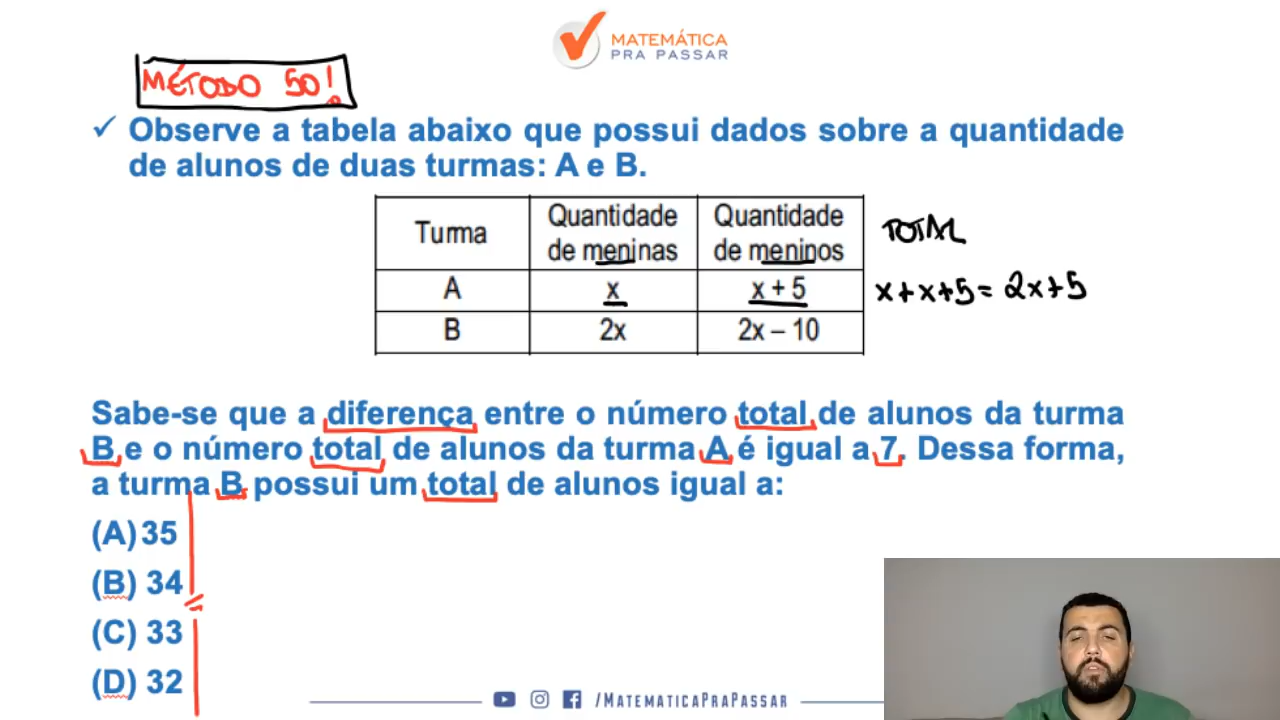 MATEMÁTICA
PRA PASSAR
MÉTODO 50!
✓ Observe a tabela abaixo que possui dados sobre a quantidade
de alunos de duas turmas: A e B.
Turma Quantidade de meninas Quantidade de meninos TOTAL
A x x + 5 x+x+5= 2x+5
B 2x 2x – 10
Sabe-se que a diferença entre o número total de alunos da turma
B e o número total de alunos da turma A é igual a 7. Dessa forma,
a turma B possui um total de alunos igual a:
(A) 35
(B) 34
(C) 33
(D) 32
/MATEMATICAPRAPASSAR